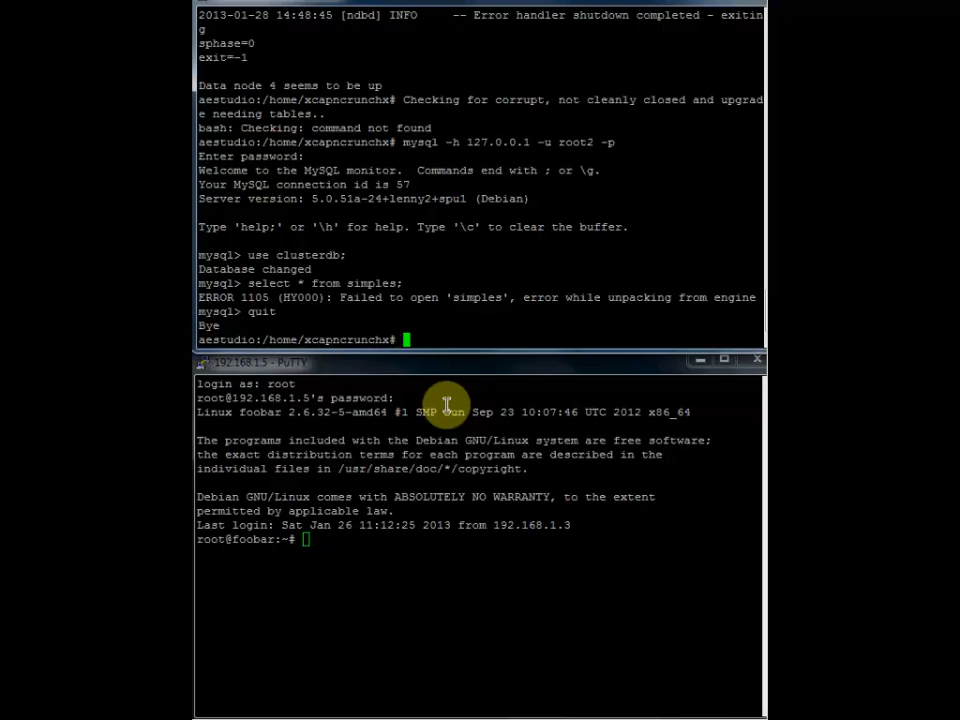 2013-01-28 14:48:45 [ndbd] INFO     -- Error handler shutdown completed - exitin
g
sphase=0
exit=-1
Data node 4 seems to be up
aestudio:/home/xcapncrunchx# Checking for corrupt, not cleanly closed and upgrad
e needing tables..
bash: Checking: command not found
aestudio:/home/xcapncrunchx# mysql -h 127.0.0.1 -u root2 -p
Enter password:
Welcome to the MySQL monitor.  Commands end with ; or \g.
Your MySQL connection id is 57
Server version: 5.0.51a-24+lenny2+spu1 (Debian)
Type 'help;' or '\h' for help. Type '\c' to clear the buffer.
mysql> use clusterdb;
Database changed
mysql> select * from simples;
ERROR 1105 (HY000): Failed to open 'simples', error while unpacking from engine
mysql> quit
Bye
aestudio:/home/xcapncrunchx#
192.168.1.5 - PuTTY
login as: root
root@192.168.1.5's password:
Linux foobar 2.6.32-5-amd64 #1 SMP Sun Sep 23 10:07:46 UTC 2012 x86_64
The programs included with the Debian GNU/Linux system are free software;
the exact distribution terms for each program are described in the
individual files in /usr/share/doc/*/copyright.
Debian GNU/Linux comes with ABSOLUTELY NO WARRANTY, to the extent
permitted by applicable law.
Last login: Sat Jan 26 11:12:25 2013 from 192.168.1.3
root@foobar:~#